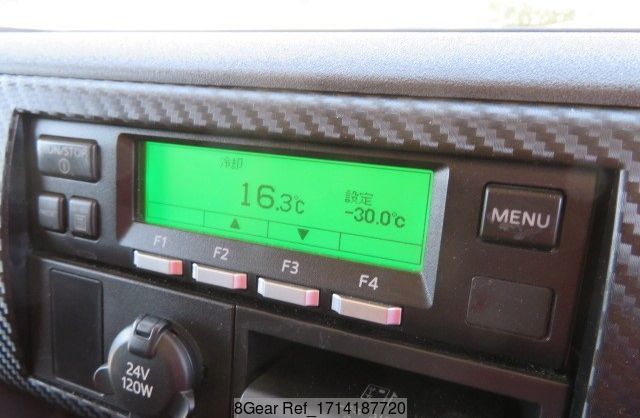 冷却
16.3℃
設定
-30.0℃
▲ ▼
MENU
F1 F2 F3 F4
24V
120W
8Gear Ref_1714187720